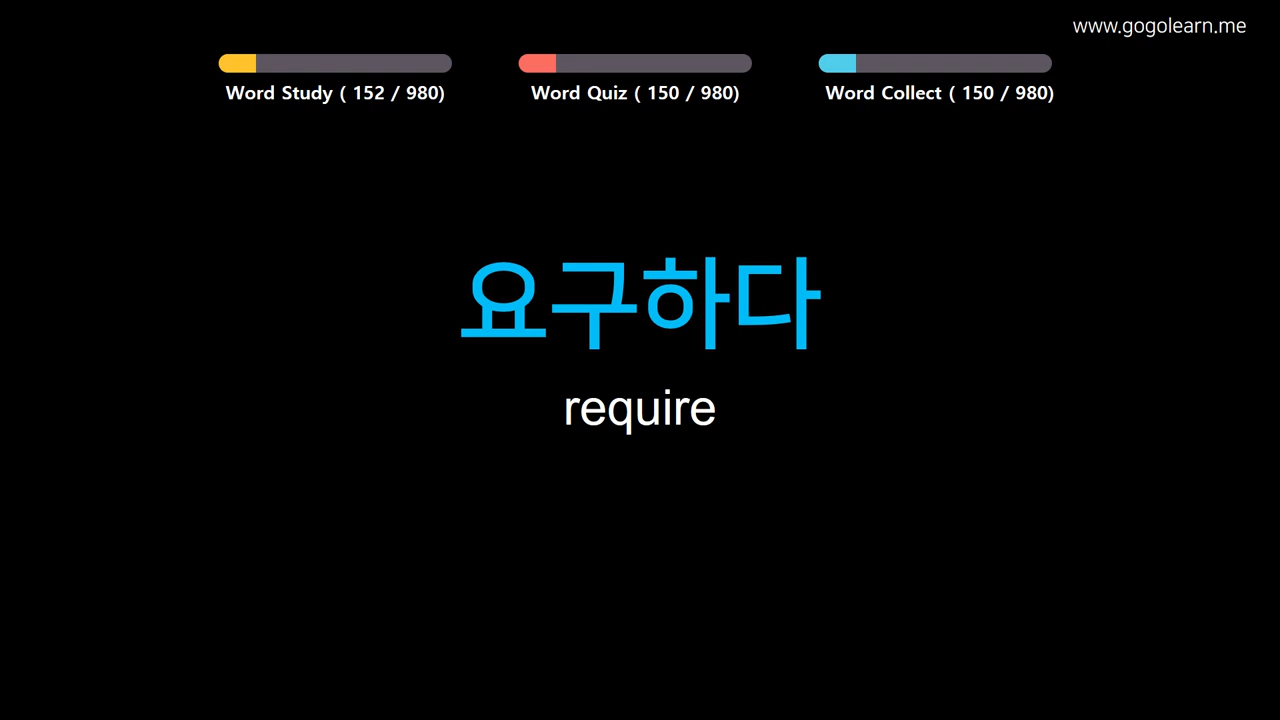 www.gogolearn.me
Word Study ( 152 / 980)
Word Quiz ( 150 / 980)
Word Collect ( 150 / 980)
요구하다
require